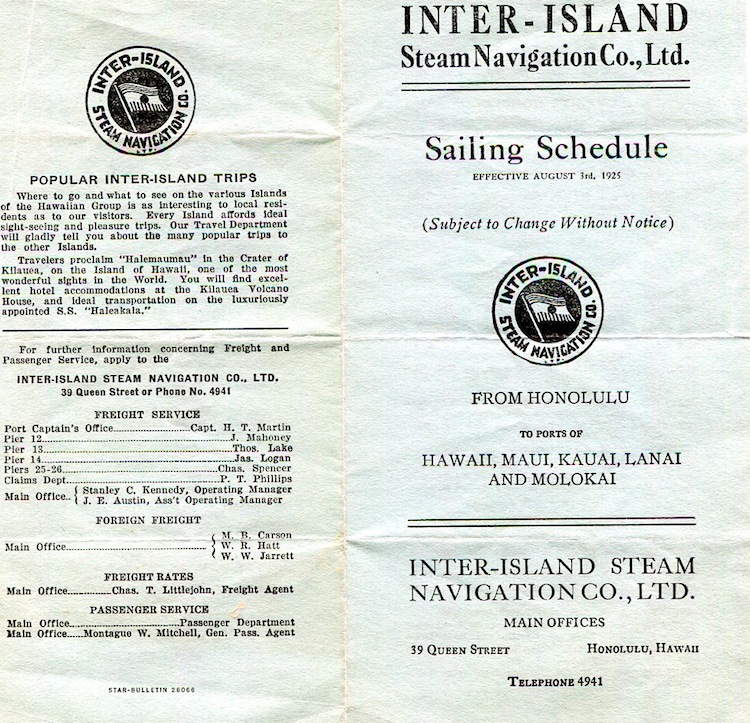 INTER-ISLAND
STEAM NAVIGATION CO.
LTD.
POPULAR INTER-ISLAND TRIPS
Where to go and what to see on the various Islands
of the Hawaiian Group is as interesting to local resi-
dents as to our visitors. Every Island affords ideal
sight-seeing and pleasure trips. Our Travel Department
will gladly tell you about the many popular trips to
the other Islands.
Travelers proclaim "Halemaumau" in the Crater of
Kilauea, on the Island of Hawaii, one of the most
wonderful sights in the World. You will find excel-
lent hotel accommodations at the Kilauea Volcano
House, and ideal transportation on the luxuriously
appointed S.S. "Haleakala."
For further information concerning Freight and
Passenger Service, apply to the
INTER-ISLAND STEAM NAVIGATION CO., LTD.
39 Queen Street or Phone No. 4941
FREIGHT SERVICE
Port Captain's Office....................Capt. H. T. Martin
Pier 12..................................................J. Mahoney
Pier 13..................................................Thos. Lake
Pier 14..................................................Jas. Logan
Piers 25-26..........................................Chas. Spencer
Claims Dept..........................................P. T. Phillips
Main Office.. { Stanley C. Kennedy, Operating Manager
J. E. Austin, Ass't Operating Manager
FOREIGN FREIGHT
M. B. Carson
Main Office.................................... { W. R. Hatt
W. W. Jarrett
FREIGHT RATES
Main Office..............Chas. T. Littlejohn, Freight Agent
PASSENGER SERVICE
Main Office..............................Passenger Department
Main Office......Montague W. Mitchell, Gen. Pass. Agent
STAR-BULLETIN 26066
INTER-ISLAND
Steam Navigation Co., Ltd.
Sailing Schedule
EFFECTIVE AUGUST 3rd, 1925
(Subject to Change Without Notice)
INTER-ISLAND
STEAM NAVIGATION CO.
LTD.
FROM HONOLULU
TO PORTS OF
HAWAII, MAUI, KAUAI, LANAI
AND MOLOKAI
INTER-ISLAND STEAM
NAVIGATION CO., LTD.
MAIN OFFICES
39 QUEEN STREET HONOLULU, HAWAII
TELEPHONE 4941